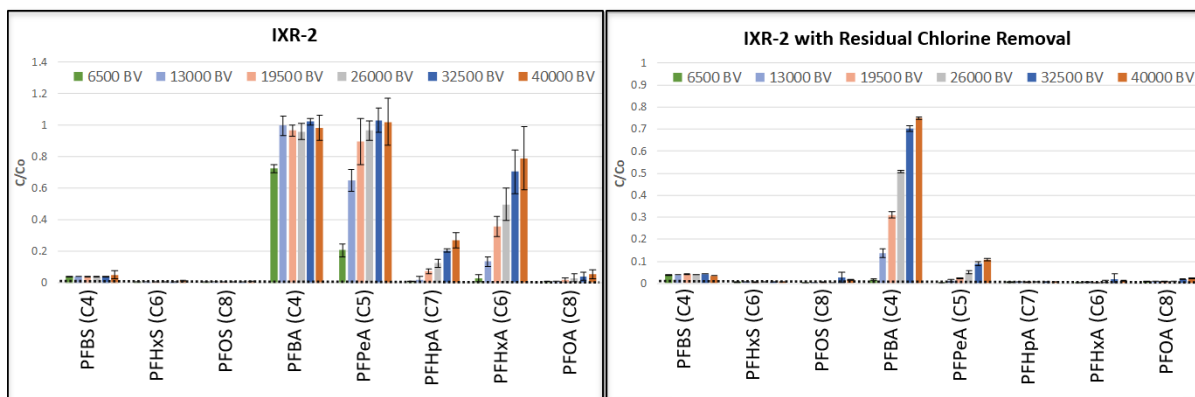 IXR-2
6500 BV 13000 BV 19500 BV 26000 BV 32500 BV 40000 BV
C/Co
1.4
1.2
1
0.8
0.6
0.4
0.2
0
PFBS (C4)
PFHxS (C6)
PFOS (C8)
PFBA (C4)
PFPeA (C5)
PFHpA (C7)
PFHxA (C6)
PFOA (C8)
IXR-2 with Residual Chlorine Removal
6500 BV 13000 BV 19500 BV 26000 BV 32500 BV 40000 BV
C/Co
1
0.9
0.8
0.7
0.6
0.5
0.4
0.3
0.2
0.1
0
PFBS (C4)
PFHxS (C6)
PFOS (C8)
PFBA (C4)
PFPeA (C5)
PFHpA (C7)
PFHxA (C6)
PFOA (C8)